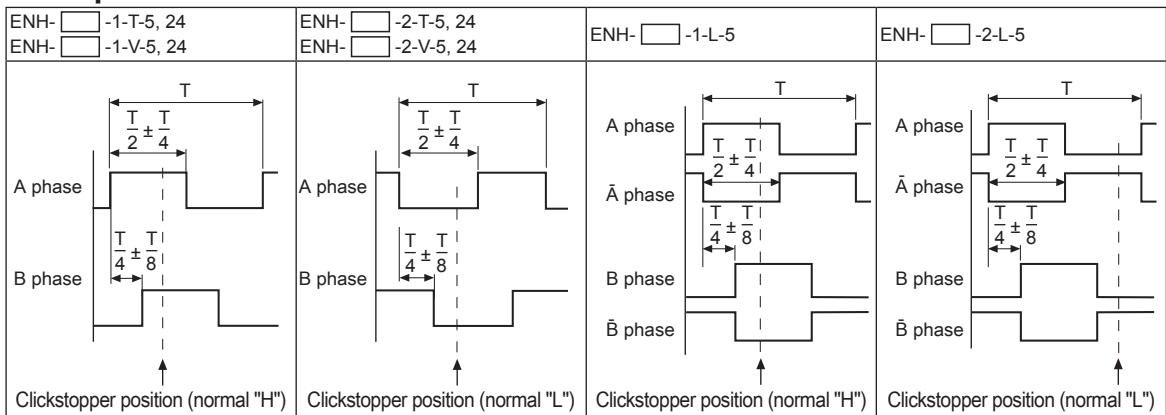 ENH- -1-T-5, 24
ENH- -1-V-5, 24
ENH- -2-T-5, 24
ENH- -2-V-5, 24
ENH- -1-L-5
ENH- -2-L-5
T
T/2 ± T/4
A phase
T/4 ± T/8
B phase
Clickstopper position (normal "H")
T
T/2 ± T/4
A phase
T/4 ± T/8
B phase
Clickstopper position (normal "L")
T
A phase
T/2 ± T/4
Ā phase
T/4 ± T/8
B phase
B̄ phase
Clickstopper position (normal "H")
T
A phase
T/2 ± T/4
Ā phase
T/4 ± T/8
B phase
B̄ phase
Clickstopper position (normal "L")